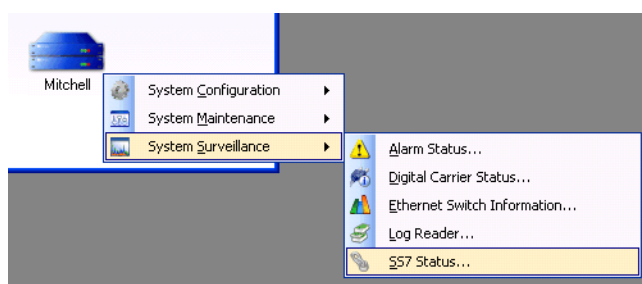 Mitchell
System Configuration
System Maintenance
System Surveillance
Alarm Status...
Digital Carrier Status...
Ethernet Switch Information...
Log Reader...
SS7 Status...